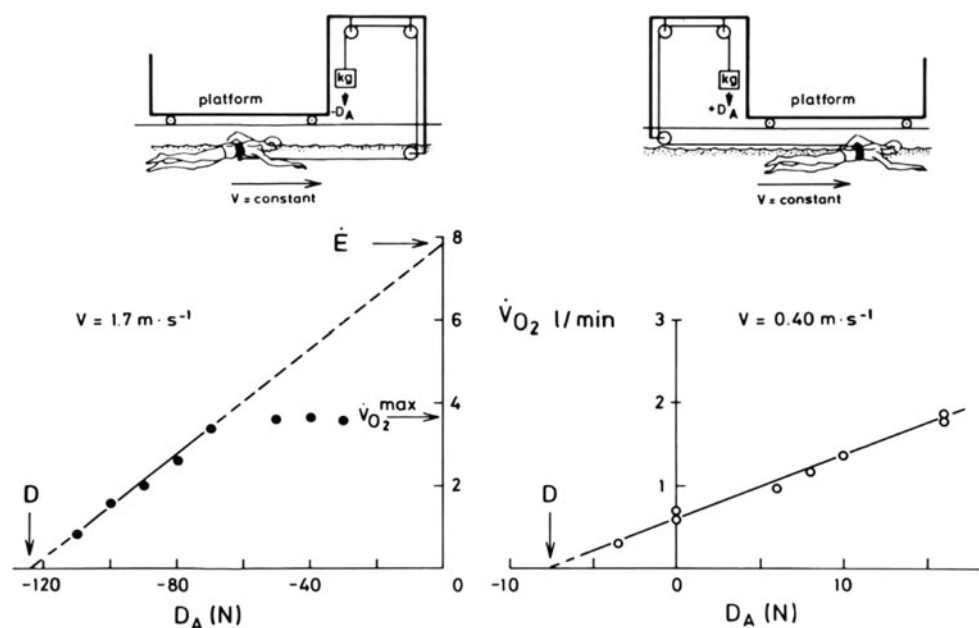 kg
platform
-D_A
V = constant
kg
+D_A
platform
V = constant
Ė
8
V = 1.7 m · s⁻¹
6
4
V̇O₂ max
2
D
-120
-80
-40
0
D_A (N)
V̇O₂ l/min
3
V = 0.40 m · s⁻¹
2
1
D
-10
0
10
D_A (N)